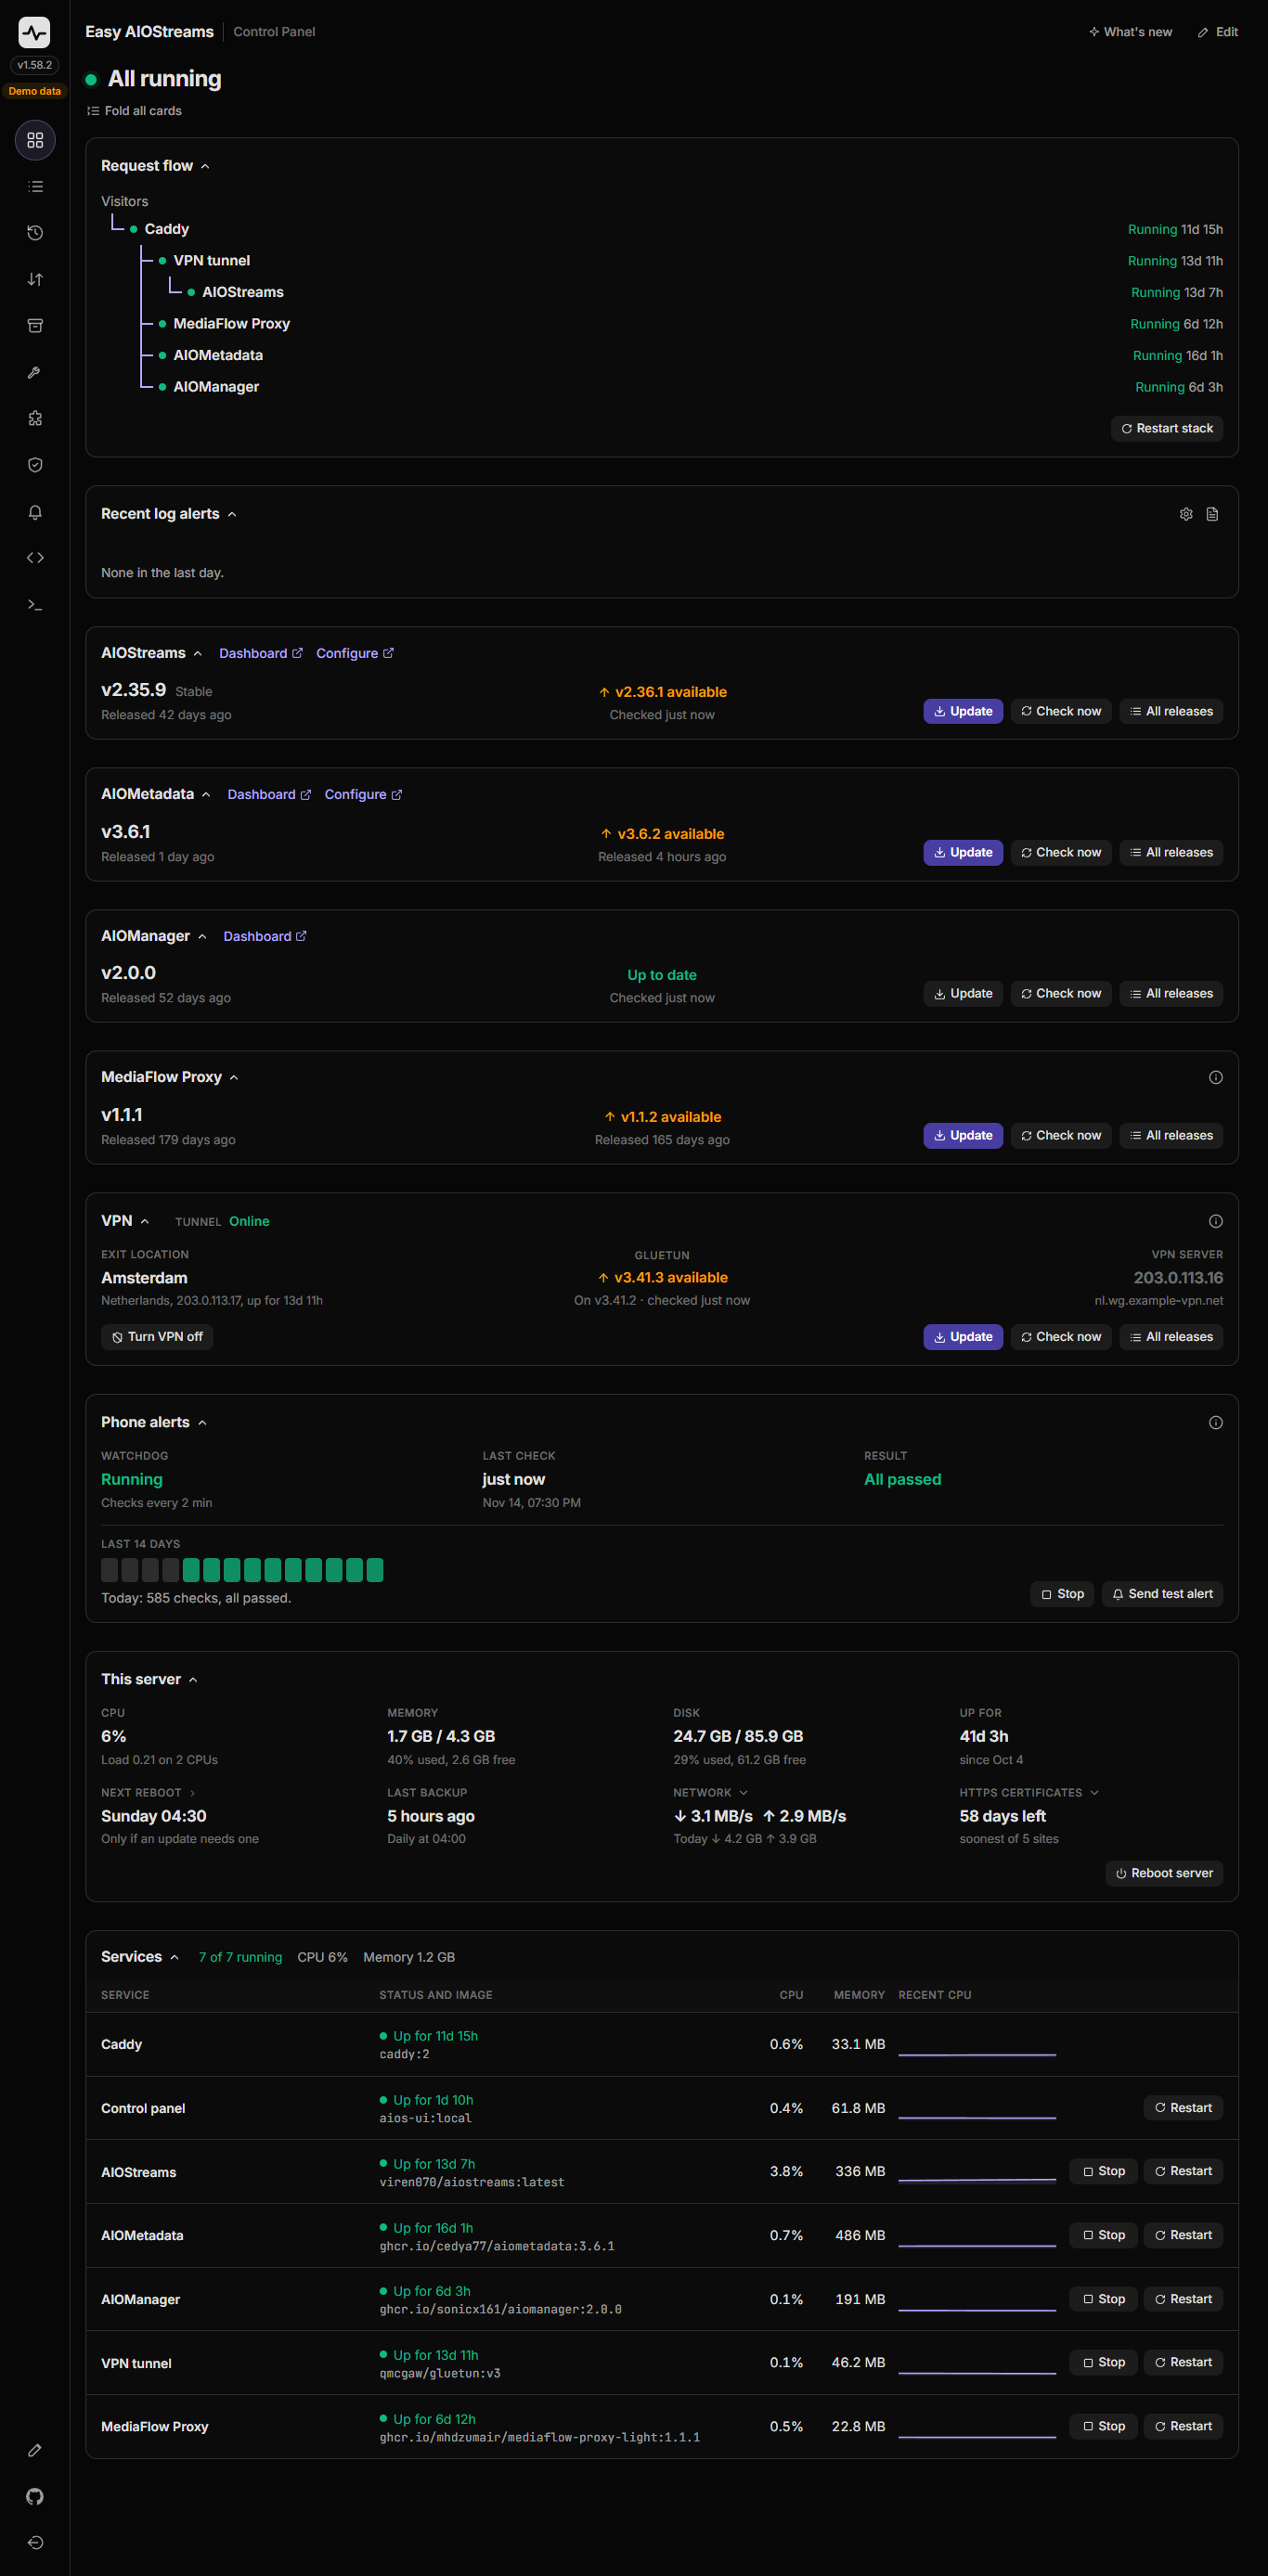 Easy AIOStreams Control Panel What's new Edit
v1.58.2
Demo data
All running
Fold all cards
Request flow
Visitors
Caddy Running 11d 15h
VPN tunnel Running 13d 11h
AIOStreams Running 13d 7h
MediaFlow Proxy Running 6d 12h
AIOMetadata Running 16d 1h
AIOManager Running 6d 3h
Restart stack
Recent log alerts
None in the last day.
AIOStreams Dashboard Configure
v2.35.9 Stable ↑ v2.36.1 available
Released 42 days ago Checked just now Update Check now All releases
AIOMetadata Dashboard Configure
v3.6.1 ↑ v3.6.2 available
Released 1 day ago Released 4 hours ago Update Check now All releases
AIOManager Dashboard
v2.0.0 Up to date
Released 52 days ago Checked just now Update Check now All releases
MediaFlow Proxy
v1.1.1 ↑ v1.1.2 available
Released 179 days ago Released 165 days ago Update Check now All releases
VPN TUNNEL Online
EXIT LOCATION GLUETUN VPN SERVER
Amsterdam ↑ v3.41.3 available 203.0.113.16
Netherlands, 203.0.113.17, up for 13d 11h On v3.41.2 · checked just now nl.wg.example-vpn.net
Turn VPN off Update Check now All releases
Phone alerts
WATCHDOG LAST CHECK RESULT
Running just now All passed
Checks every 2 min Nov 14, 07:30 PM
LAST 14 DAYS
Today: 585 checks, all passed. Stop Send test alert
This server
CPU MEMORY DISK UP FOR
6% 1.7 GB / 4.3 GB 24.7 GB / 85.9 GB 41d 3h
Load 0.21 on 2 CPUs 40% used, 2.6 GB free 29% used, 61.2 GB free since Oct 4
NEXT REBOOT LAST BACKUP NETWORK HTTPS CERTIFICATES
Sunday 04:30 5 hours ago ↓ 3.1 MB/s ↑ 2.9 MB/s 58 days left
Only if an update needs one Daily at 04:00 Today ↓ 4.2 GB ↑ 3.9 GB soonest of 5 sites
Reboot server
Services 7 of 7 running CPU 6% Memory 1.2 GB
SERVICE STATUS AND IMAGE CPU MEMORY RECENT CPU
Caddy Up for 11d 15h 0.6% 33.1 MB
caddy:2
Control panel Up for 1d 10h 0.4% 61.8 MB Restart
aios-ui:local
AIOStreams Up for 13d 7h 3.8% 336 MB Stop Restart
viren070/aiostreams:latest
AIOMetadata Up for 16d 1h 0.7% 486 MB Stop Restart
ghcr.io/cedya77/aiometadata:3.6.1
AIOManager Up for 6d 3h 0.1% 191 MB Stop Restart
ghcr.io/sonicx161/aiomanager:2.0.0
VPN tunnel Up for 13d 11h 0.1% 46.2 MB Stop Restart
qmcgaw/gluetun:v3
MediaFlow Proxy Up for 6d 12h 0.5% 22.8 MB Stop Restart
ghcr.io/mhdzumair/mediaflow-proxy-light:1.1.1